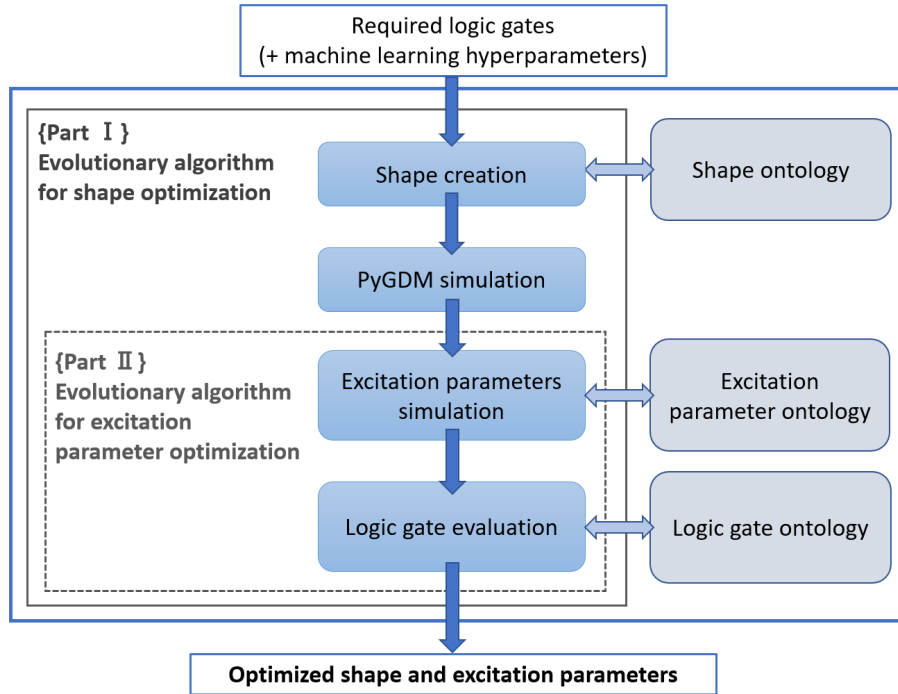 Required logic gates
(+ machine learning hyperparameters)
{Part Ⅰ}
Evolutionary algorithm
for shape optimization
Shape creation
Shape ontology
PyGDM simulation
{Part Ⅱ}
Evolutionary algorithm
for excitation
parameter optimization
Excitation parameters
simulation
Excitation
parameter ontology
Logic gate evaluation
Logic gate ontology
Optimized shape and excitation parameters